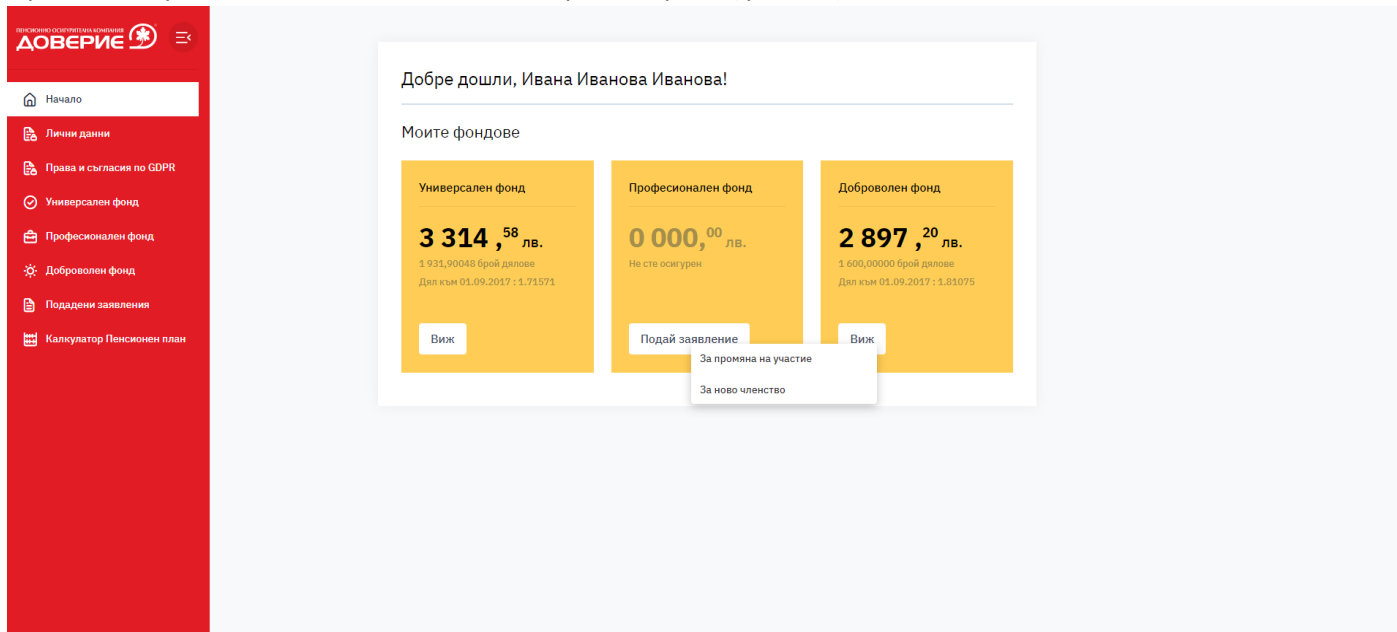 ПЕНСИОННО ОСИГУРИТЕЛНА КОМПАНИЯ
ДОВЕРИЕ
Начало
Лични данни
Права и съгласия по GDPR
Универсален фонд
Професионален фонд
Доброволен фонд
Подадени заявления
Калкулатор Пенсионен план
Добре дошли, Ивана Иванова Иванова!
Моите фондове
Универсален фонд
3 314 ,58 лв.
1 931,90048 брой дялове
Дял към 01.09.2017 : 1.71571
Виж
Професионален фонд
0 000,00 лв.
Не сте осигурен
Подай заявление
За промяна на участие
За ново членство
Доброволен фонд
2 897 ,20 лв.
1 600,00000 брой дялове
Дял към 01.09.2017 : 1.81075
Виж